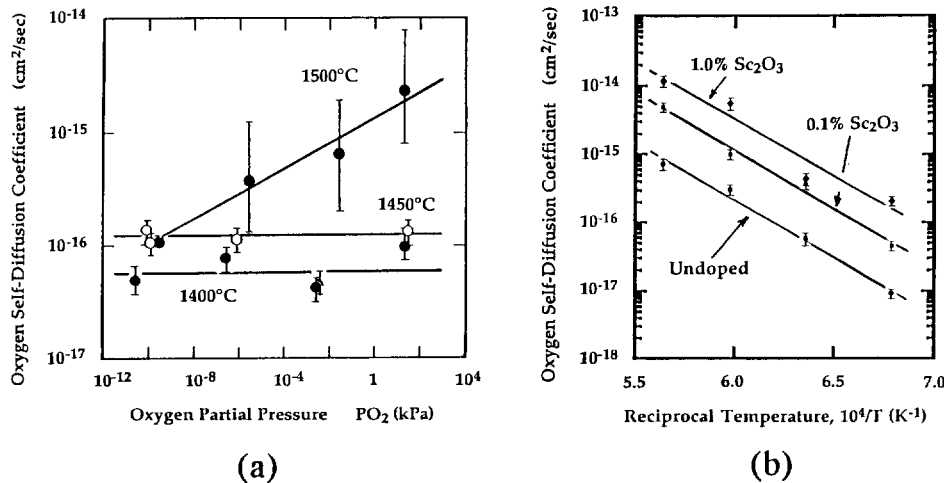 Oxygen Self-Diffusion Coefficient (cm²/sec)
10⁻¹⁴
10⁻¹⁵
10⁻¹⁶
10⁻¹⁷
1500°C
1450°C
1400°C
10⁻¹² 10⁻⁸ 10⁻⁴ 1 10⁴
Oxygen Partial Pressure PO₂ (kPa)
(a)
Oxygen Self-Diffusion Coefficient (cm²/sec)
10⁻¹³
10⁻¹⁴
10⁻¹⁵
10⁻¹⁶
10⁻¹⁷
10⁻¹⁸
1.0% Sc₂O₃
0.1% Sc₂O₃
Undoped
5.5 6.0 6.5 7.0
Reciprocal Temperature, 10⁴/T (K⁻¹)
(b)